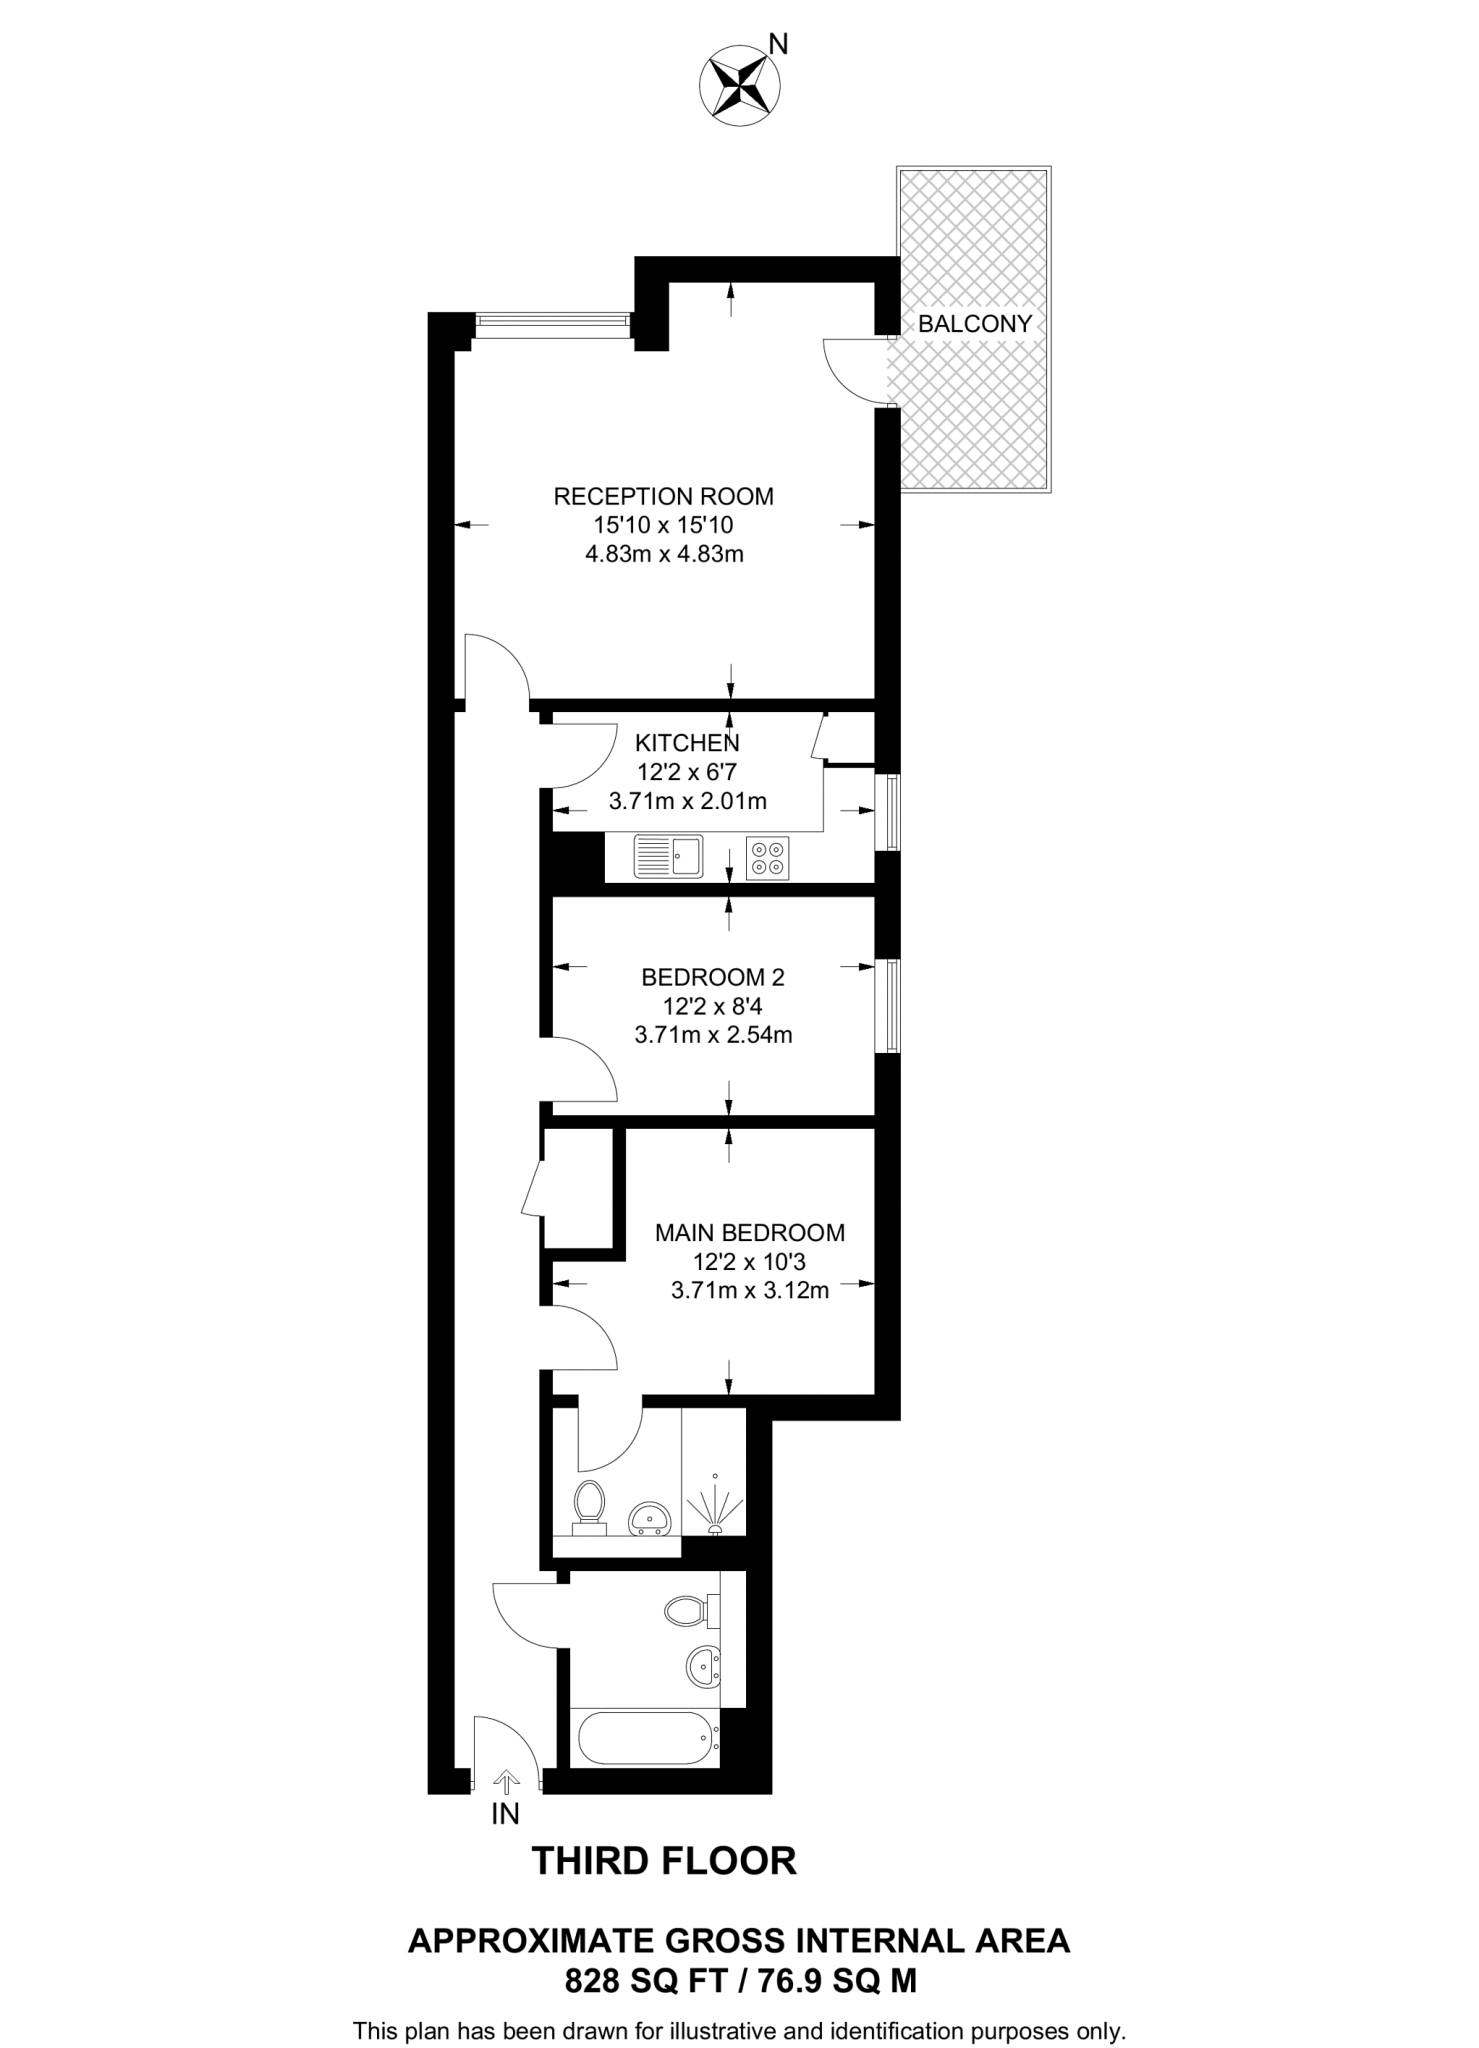 N
BALCONY
RECEPTION ROOM
15'10 x 15'10
4.83m x 4.83m
KITCHEN
12'2 x 6'7
3.71m x 2.01m
BEDROOM 2
12'2 x 8'4
3.71m x 2.54m
MAIN BEDROOM
12'2 x 10'3
3.71m x 3.12m
IN
THIRD FLOOR
APPROXIMATE GROSS INTERNAL AREA
828 SQ FT / 76.9 SQ M
This plan has been drawn for illustrative and identification purposes only.